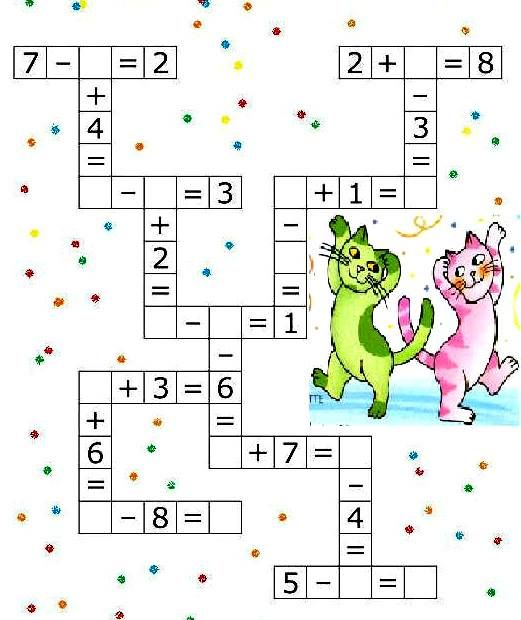 7 – = 2 2 + = 8
+ –
4 3
= =
– = 3 + 1 =
+ –
2
= =
– = 1
–
+ 3 = 6
+ =
6 + 7 =
= –
– 8 = 4
=
5 – =